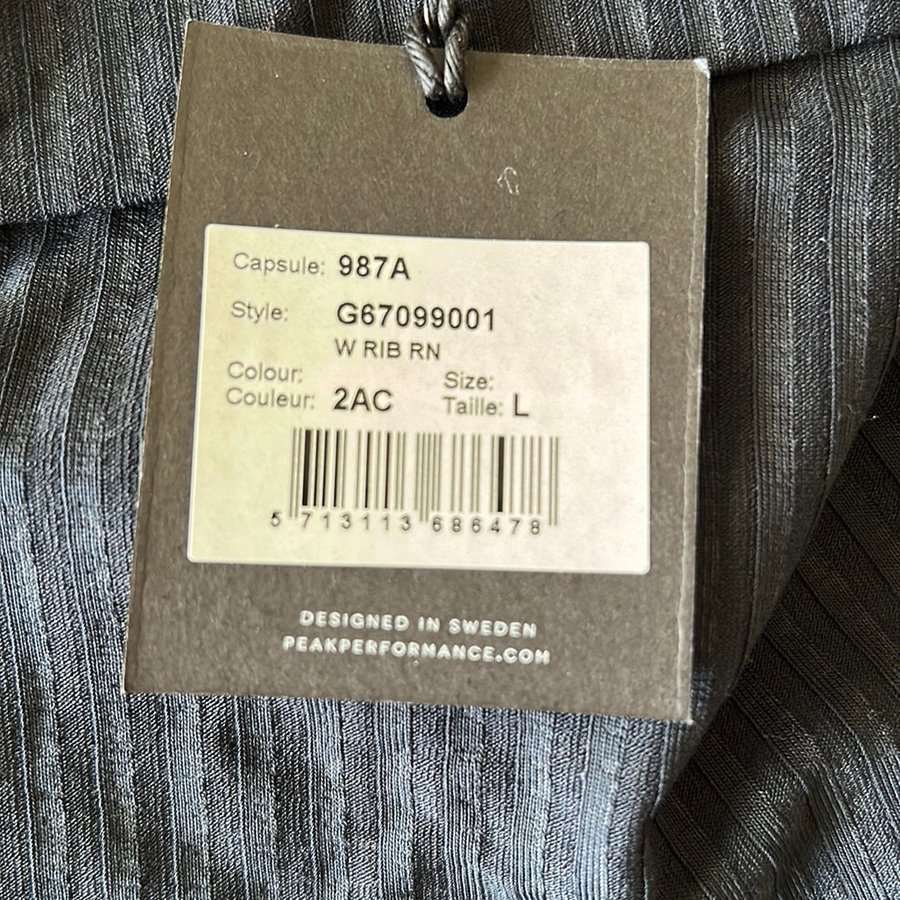 Capsule: 987A
Style: G67099001
W RIB RN
Colour: Size:
Couleur: 2AC Taille: L
5 713113 686478
DESIGNED IN SWEDEN
PEAKPERFORMANCE.COM